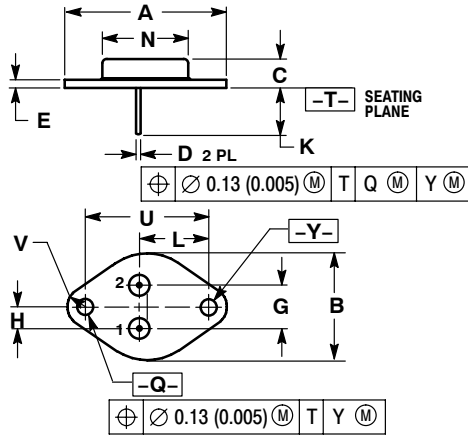 A
N
C
E
-T- SEATING PLANE
K
D 2 PL
⌖ ∅ 0.13 (0.005) Ⓜ T Q Ⓜ Y Ⓜ
U
V
L
-Y-
2
G
B
H
1
-Q-
⌖ ∅ 0.13 (0.005) Ⓜ T Y Ⓜ